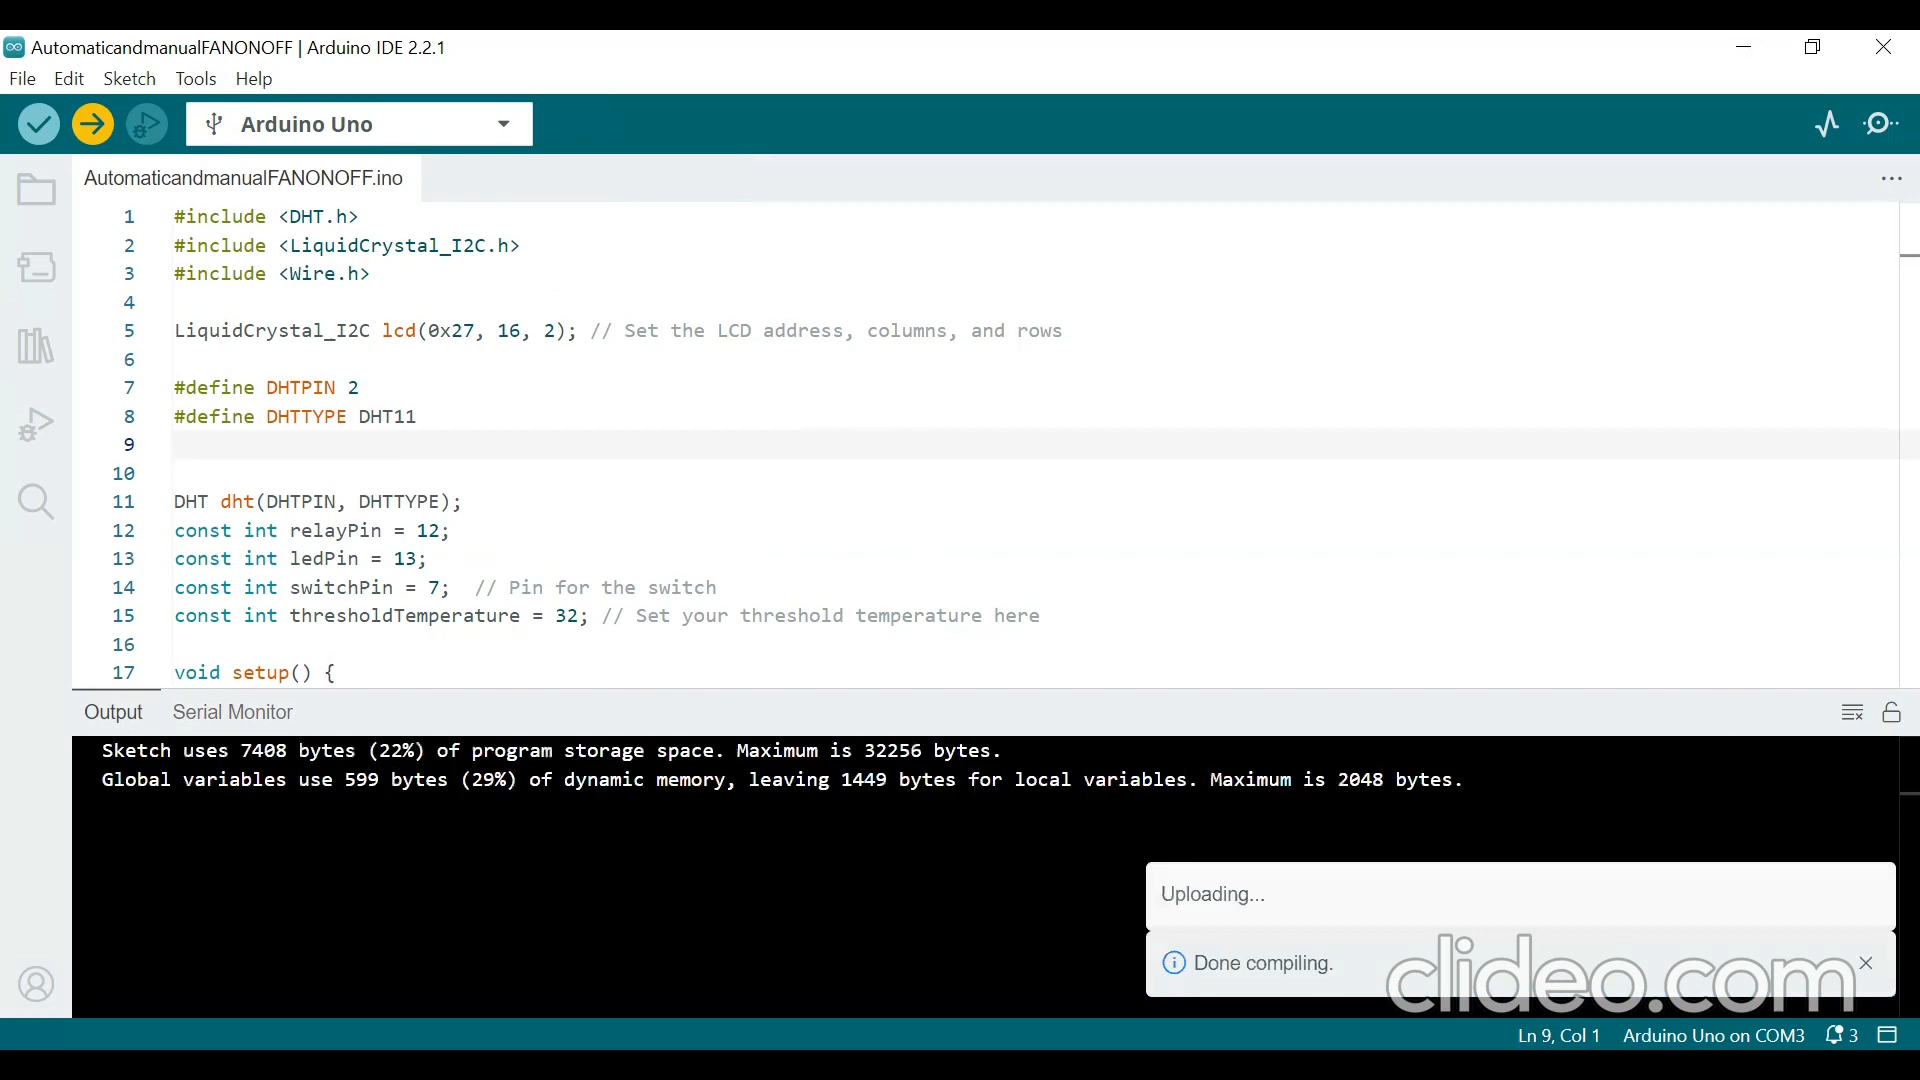 AutomaticandmanualFANONOFF | Arduino IDE 2.2.1
File Edit Sketch Tools Help
Arduino Uno
AutomaticandmanualFANONOFF.ino
1 #include <DHT.h>
2 #include <LiquidCrystal_I2C.h>
3 #include <Wire.h>
4
5 LiquidCrystal_I2C lcd(0x27, 16, 2); // Set the LCD address, columns, and rows
6
7 #define DHTPIN 2
8 #define DHTTYPE DHT11
9
10
11 DHT dht(DHTPIN, DHTTYPE);
12 const int relayPin = 12;
13 const int ledPin = 13;
14 const int switchPin = 7;  // Pin for the switch
15 const int thresholdTemperature = 32; // Set your threshold temperature here
16
17 void setup() {
Output Serial Monitor
Sketch uses 7408 bytes (22%) of program storage space. Maximum is 32256 bytes.
Global variables use 599 bytes (29%) of dynamic memory, leaving 1449 bytes for local variables. Maximum is 2048 bytes.
Uploading...
Done compiling.
clideo.com
Ln 9, Col 1 Arduino Uno on COM3 3